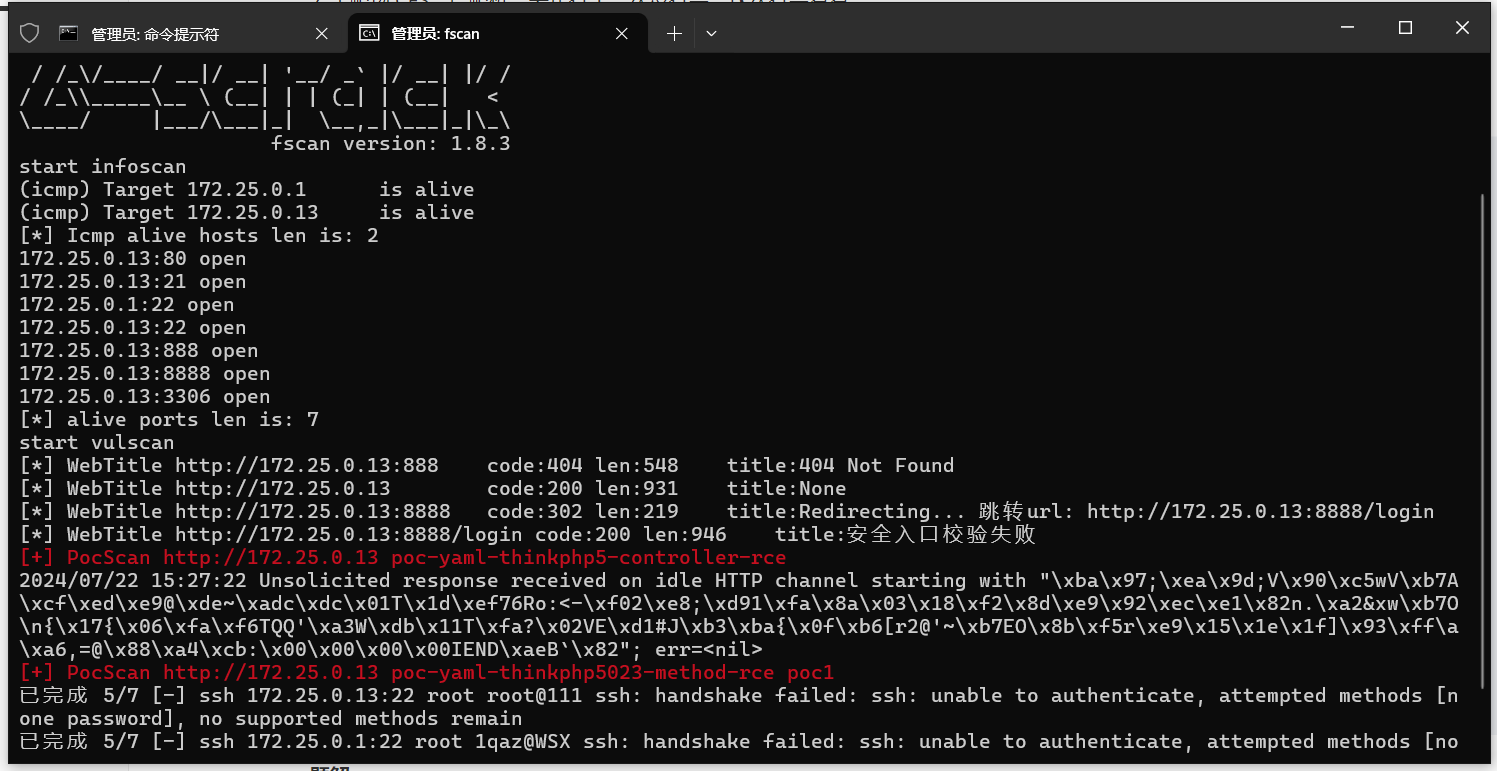 管理员: 命令提示符
管理员: fscan
 / /_\/____/ __|/ __| '__/ _` |/ __| |/ /
/ /_\\_____\__ \ (__| | | (_| | (__|   <
\____/     |___/\___|_|  \__,_|\___|_|\_\
fscan version: 1.8.3
start infoscan
(icmp) Target 172.25.0.1      is alive
(icmp) Target 172.25.0.13     is alive
[*] Icmp alive hosts len is: 2
172.25.0.13:80 open
172.25.0.13:21 open
172.25.0.1:22 open
172.25.0.13:22 open
172.25.0.13:888 open
172.25.0.13:8888 open
172.25.0.13:3306 open
[*] alive ports len is: 7
start vulscan
[*] WebTitle http://172.25.0.13:888    code:404 len:548    title:404 Not Found
[*] WebTitle http://172.25.0.13        code:200 len:931    title:None
[*] WebTitle http://172.25.0.13:8888   code:302 len:219    title:Redirecting... 跳转url: http://172.25.0.13:8888/login
[*] WebTitle http://172.25.0.13:8888/login code:200 len:946    title:安全入口校验失败
[+] PocScan http://172.25.0.13 poc-yaml-thinkphp5-controller-rce
2024/07/22 15:27:22 Unsolicited response received on idle HTTP channel starting with "\xba\x97;\xea\x9d;V\x90\xc5wV\xb7A
\xcf\xed\xe9@\xde~\xadc\xdc\x01T\x1d\xef76Ro:<-\xf02\xe8;\xd91\xfa\x8a\x03\x18\xf2\x8d\xe9\x92\xec\xe1\x82n.\xa2&xw\xb7O
\n{\x17{\x06\xfa\xf6TQQ'\xa3W\xdb\x11T\xfa?\x02VE\xd1#J\xb3\xba{\x0f\xb6[r2@'~\xb7EO\x8b\xf5r\xe9\x15\x1e\x1f]\x93\xff\a
\xa6,=@\x88\xa4\xcb:\x00\x00\x00\x00IEND\xaeB`\x82"; err=<nil>
[+] PocScan http://172.25.0.13 poc-yaml-thinkphp5023-method-rce poc1
已完成 5/7 [-] ssh 172.25.0.13:22 root root@111 ssh: handshake failed: ssh: unable to authenticate, attempted methods [n
one password], no supported methods remain
已完成 5/7 [-] ssh 172.25.0.1:22 root 1qaz@WSX ssh: handshake failed: ssh: unable to authenticate, attempted methods [no